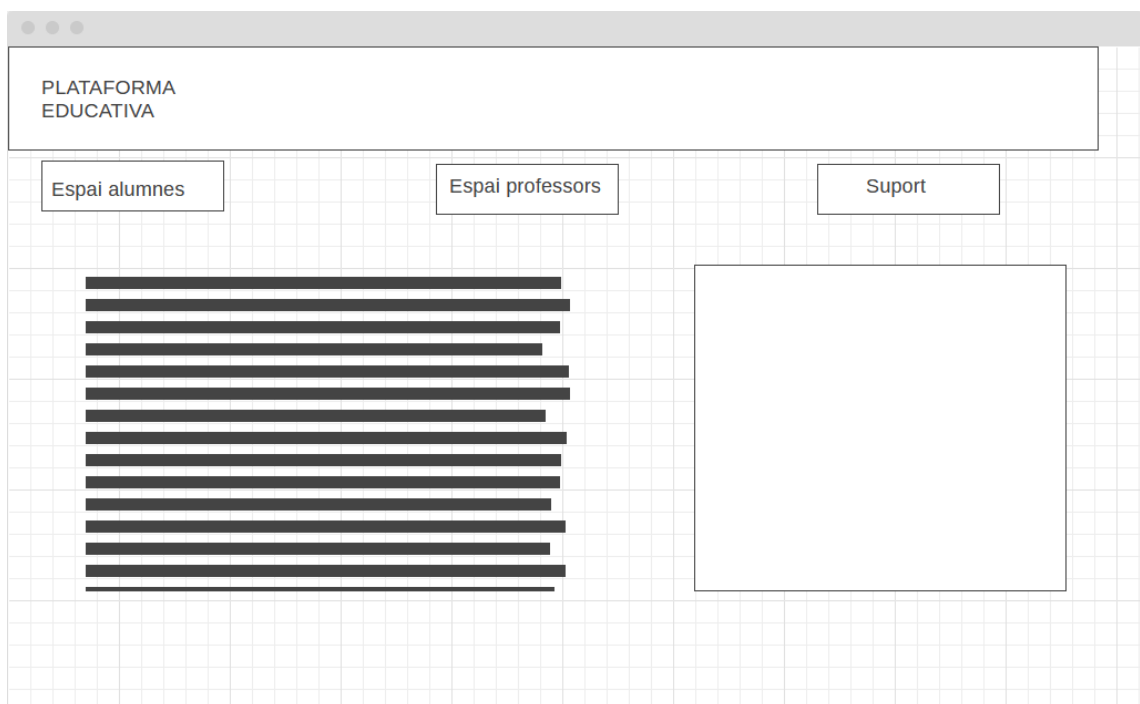 PLATAFORMA
EDUCATIVA
Espai alumnes
Espai professors
Suport